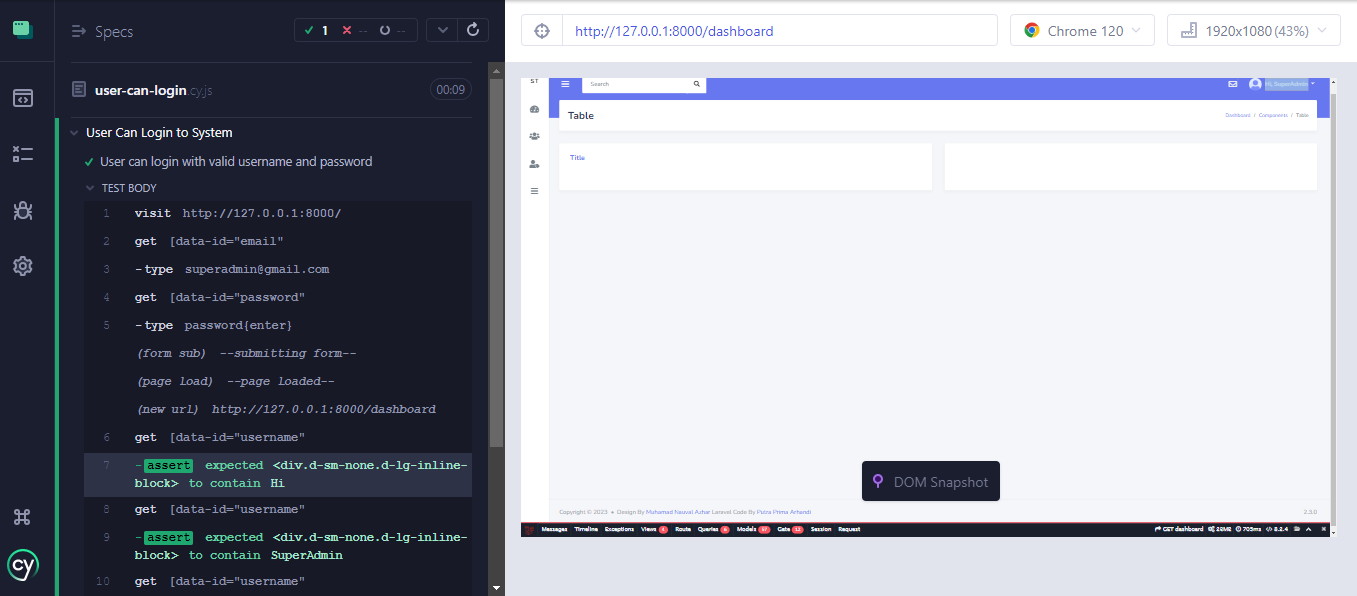 Specs
1 -- --
user-can-login.cy.js 00:09
User Can Login to System
User can login with valid username and password
TEST BODY
1 visit http://127.0.0.1:8000/
2 get [data-id="email"
3 -type superadmin@gmail.com
4 get [data-id="password"
5 -type password{enter}
(form sub) --submitting form--
(page load) --page loaded--
(new url) http://127.0.0.1:8000/dashboard
6 get [data-id="username"
7 -assert expected <div.d-sm-none.d-lg-inline-
block> to contain Hi
8 get [data-id="username"
9 -assert expected <div.d-sm-none.d-lg-inline-
block> to contain SuperAdmin
10 get [data-id="username"
cy
http://127.0.0.1:8000/dashboard
Chrome 120
1920x1080 (43%)
ST
Search
Hi, SuperAdmin
Table
Dashboard / Components / Table
Title
DOM Snapshot
Copyright © 2023 • Design By Muhamad Nauval Azhar Laravel Code By Putra Prima Arhandi
2.3.0
Messages Timeline Exceptions Views Route Queries Models Gate Session Request
GET dashboard 705ms 8.2.4